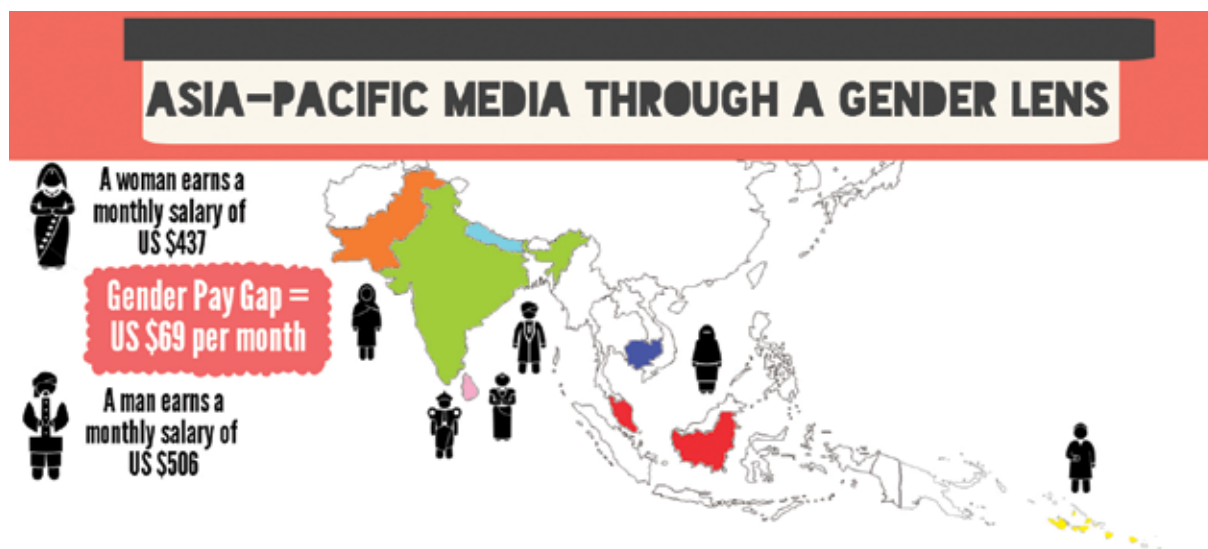 ASIA-PACIFIC MEDIA THROUGH A GENDER LENS
A woman earns a
monthly salary of
US $437
Gender Pay Gap =
US $69 per month
A man earns a
monthly salary of
US $506